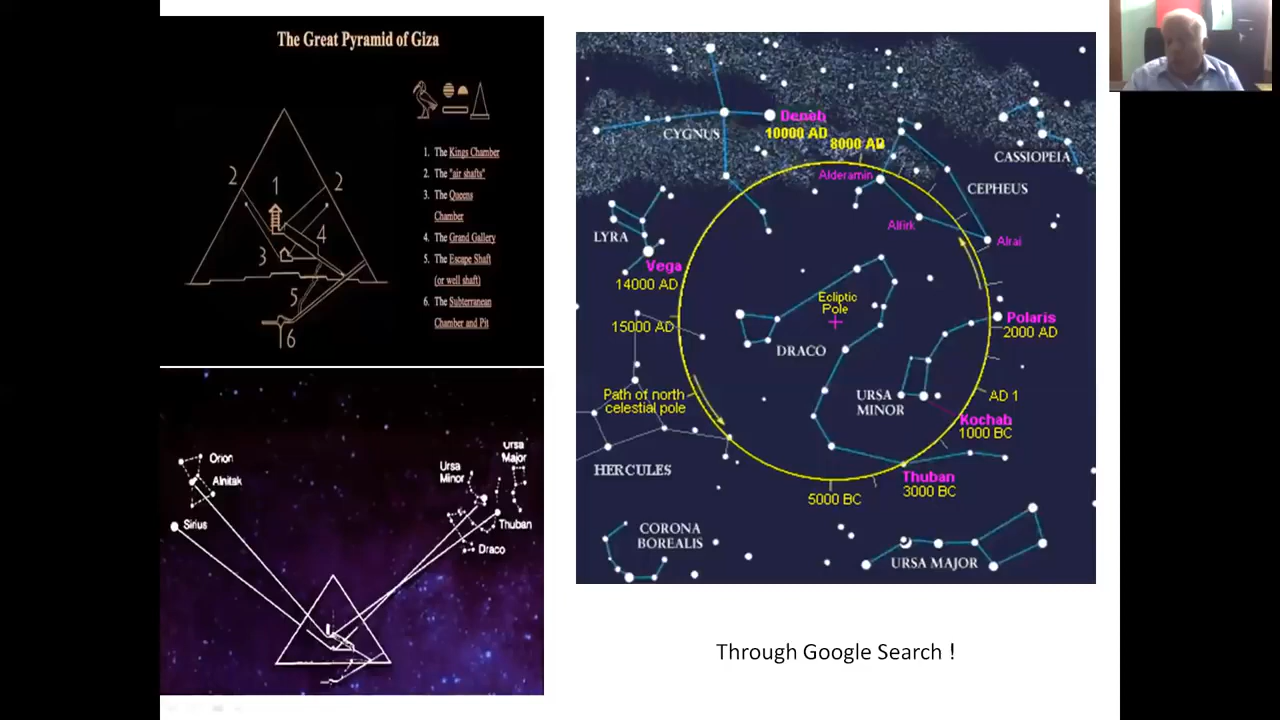 The Great Pyramid of Giza
1. The Kings Chamber
2. The "air shafts"
3. The Queens
Chamber
4. The Grand Gallery
5. The Escape Shaft
(or well shaft)
6. The Subterranean
Chamber and Pit
2
1
2
3
4
5
6
Orion
Alnitak
Sirius
Ursa
Minor
Ursa
Major
Thuban
Draco
CYGNUS
Deneb
10000 AD
8000 AD
Alderamin
CASSIOPEIA
CEPHEUS
Alfirk
Alrai
LYRA
Vega
14000 AD
15000 AD
Ecliptic
Pole
DRACO
Polaris
2000 AD
URSA
MINOR
AD 1
Kochab
1000 BC
Path of north
celestial pole
HERCULES
Thuban
3000 BC
5000 BC
CORONA
BOREALIS
URSA MAJOR
Through Google Search !